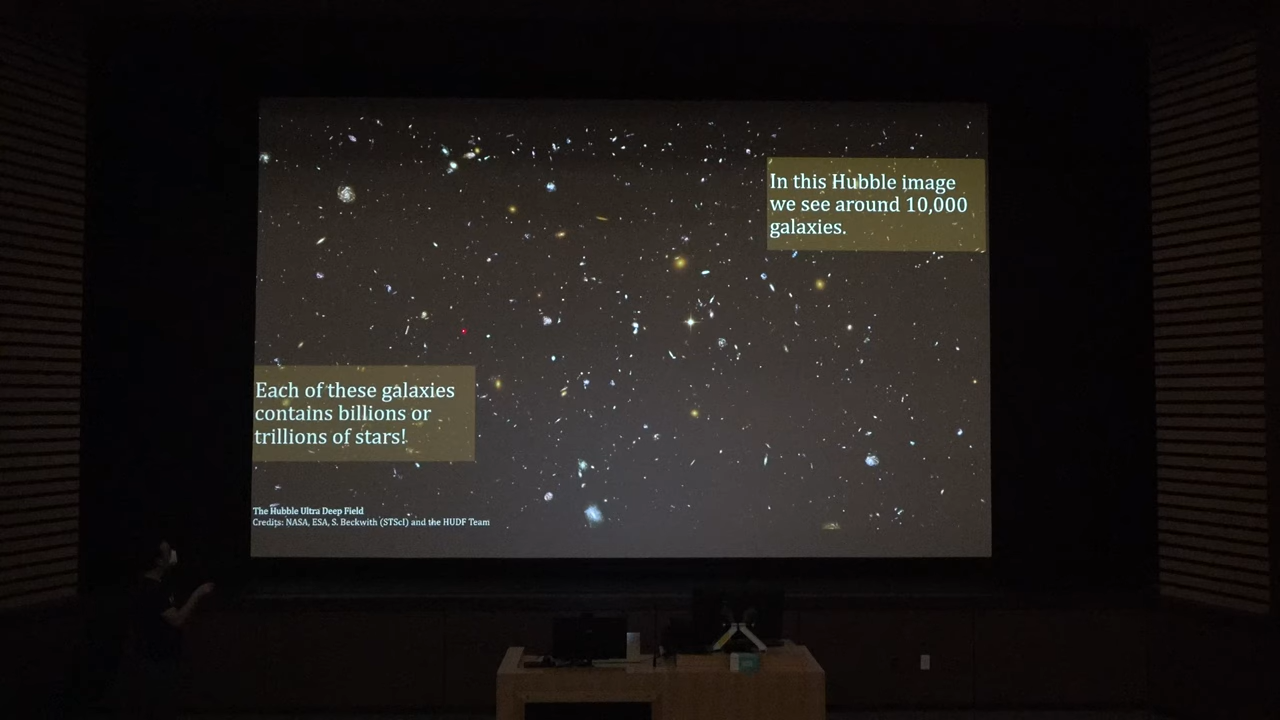 In this Hubble image
we see around 10,000
galaxies.
Each of these galaxies
contains billions or
trillions of stars!
The Hubble Ultra Deep Field
Credits: NASA, ESA, S. Beckwith (STScI) and the HUDF Team